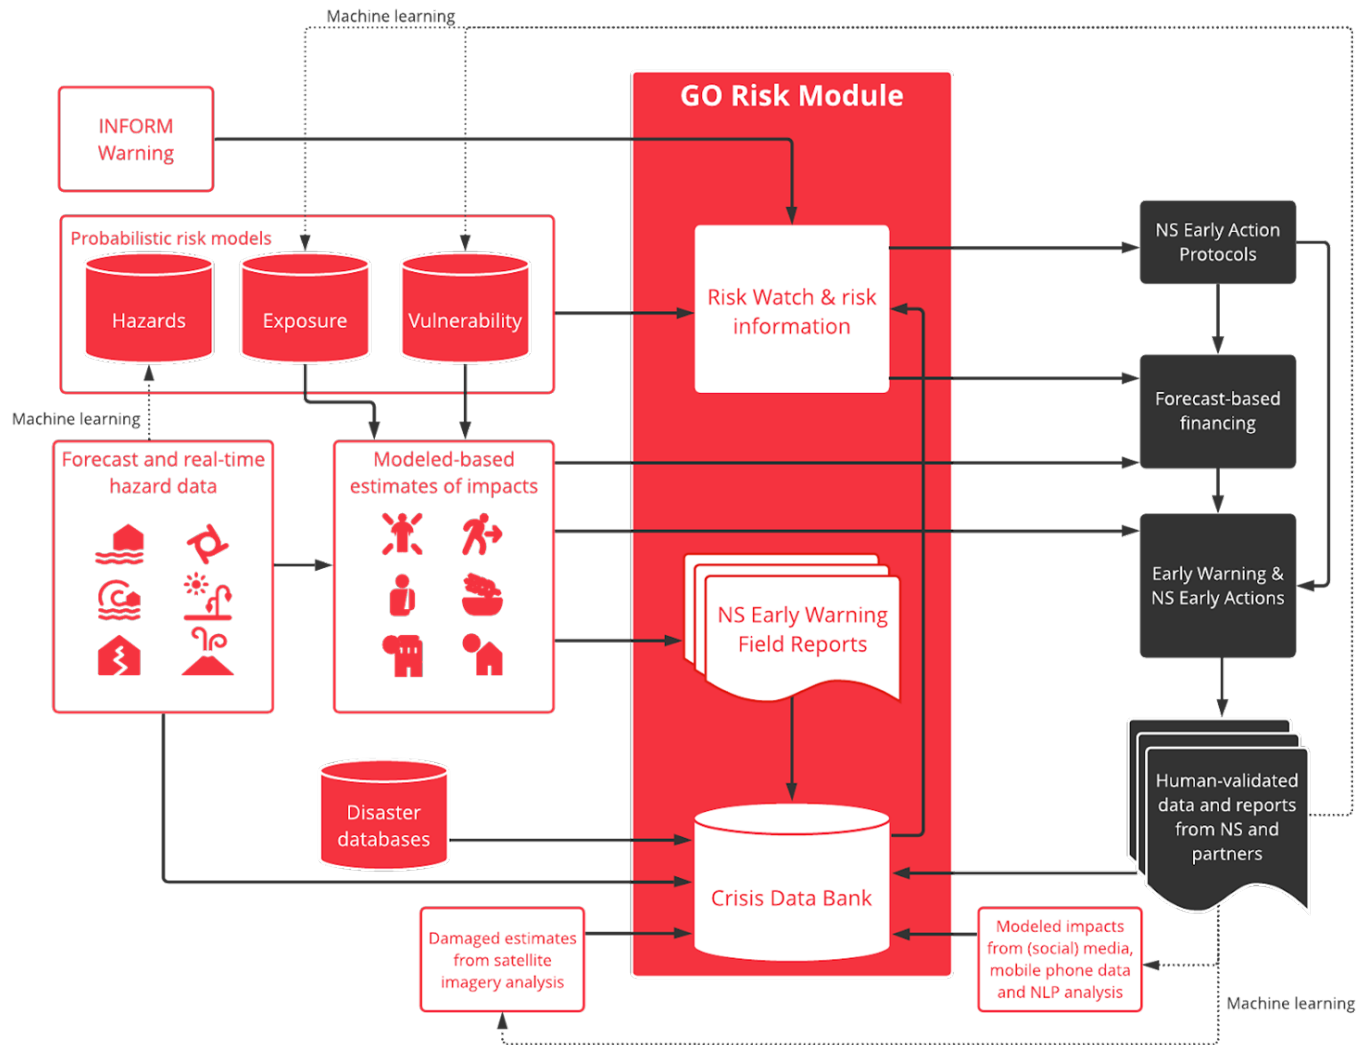 Machine learning
GO Risk Module
INFORM
Warning
NS Early Action
Protocols
Probabilistic risk models
Hazards
Exposure
Vulnerability
Risk Watch & risk
information
Forecast-based
financing
Machine learning
Forecast and real-time
hazard data
Modeled-based
estimates of impacts
Early Warning &
NS Early Actions
NS Early Warning
Field Reports
Human-validated
data and reports
from NS and
partners
Disaster
databases
Crisis Data Bank
Damaged estimates
from satellite
imagery analysis
Modeled impacts
from (social) media,
mobile phone data
and NLP analysis
Machine learning